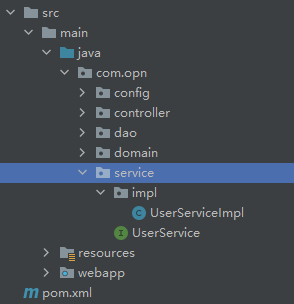 src
main
java
com.opn
config
controller
dao
domain
service
impl
UserServiceImpl
UserService
resources
webapp
pom.xml